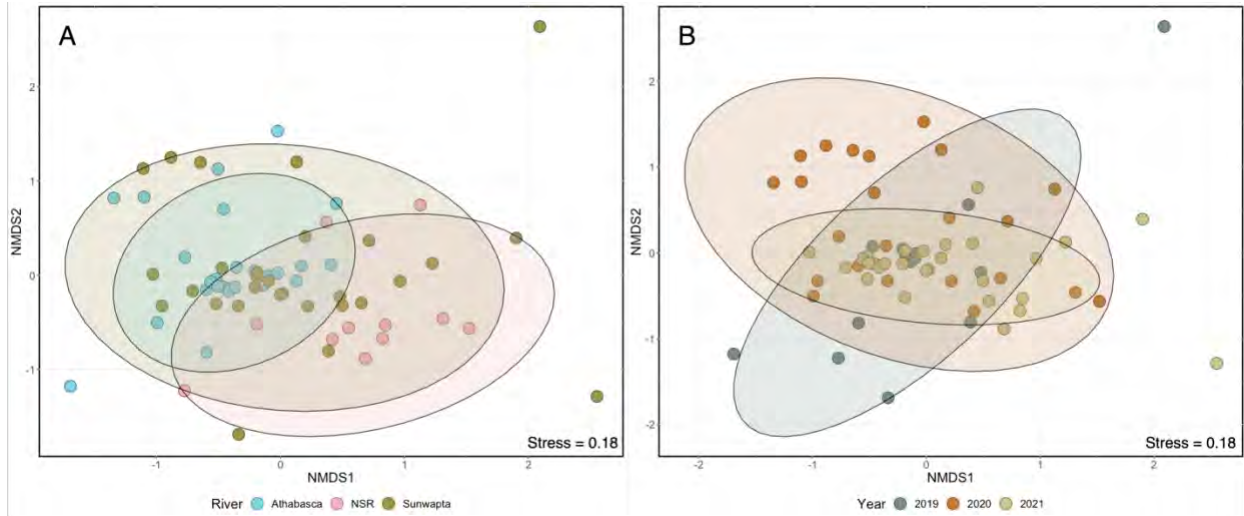 A
B
NMDS2
2
1
0
-1
-1
0
1
2
NMDS1
Stress = 0.18
River Athabasca NSR Sunwapta
NMDS2
2
1
0
-1
-2
-2
-1
0
1
2
NMDS1
Stress = 0.18
Year 2019 2020 2021